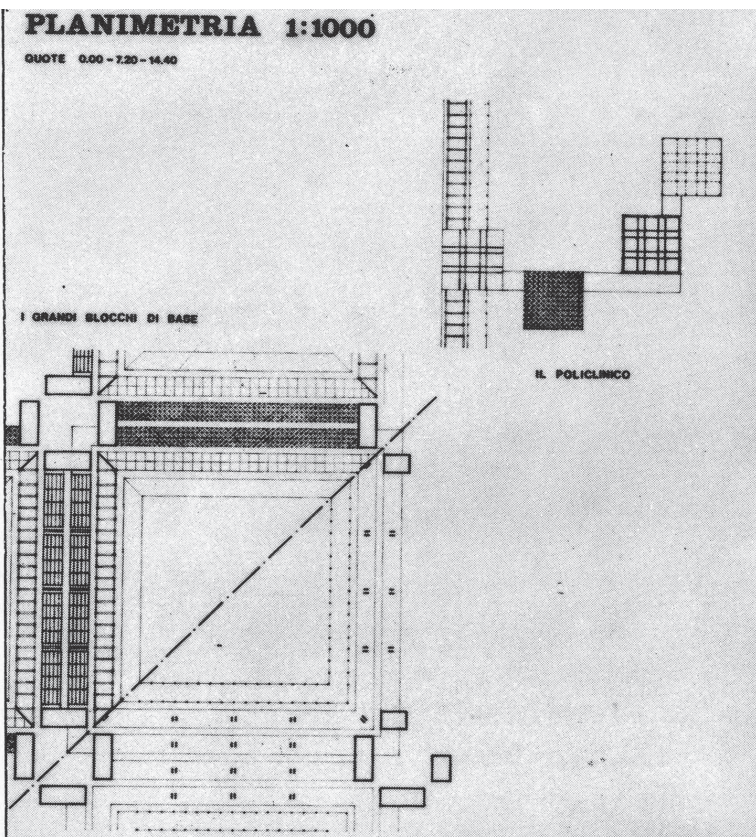 PLANIMETRIA 1:1000
QUOTE 0.00 - 7.20 - 14.40
I GRANDI BLOCCHI DI BASE
IL POLICLINICO